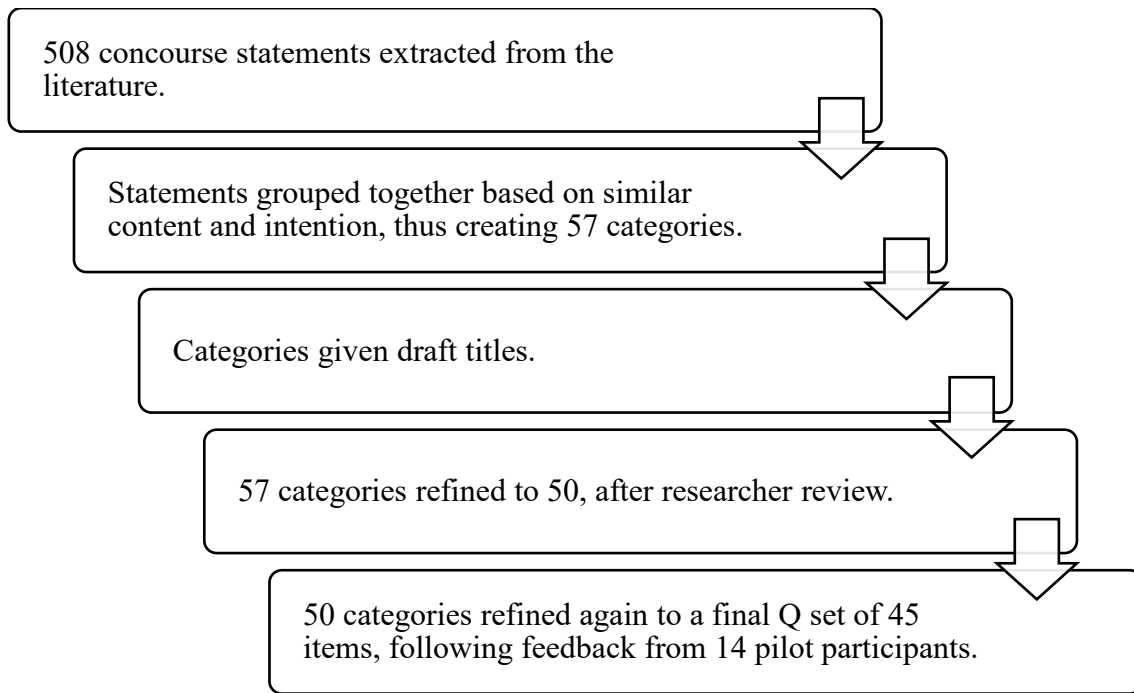 508 concourse statements extracted from the
literature.
Statements grouped together based on similar
content and intention, thus creating 57 categories.
Categories given draft titles.
57 categories refined to 50, after researcher review.
50 categories refined again to a final Q set of 45
items, following feedback from 14 pilot participants.